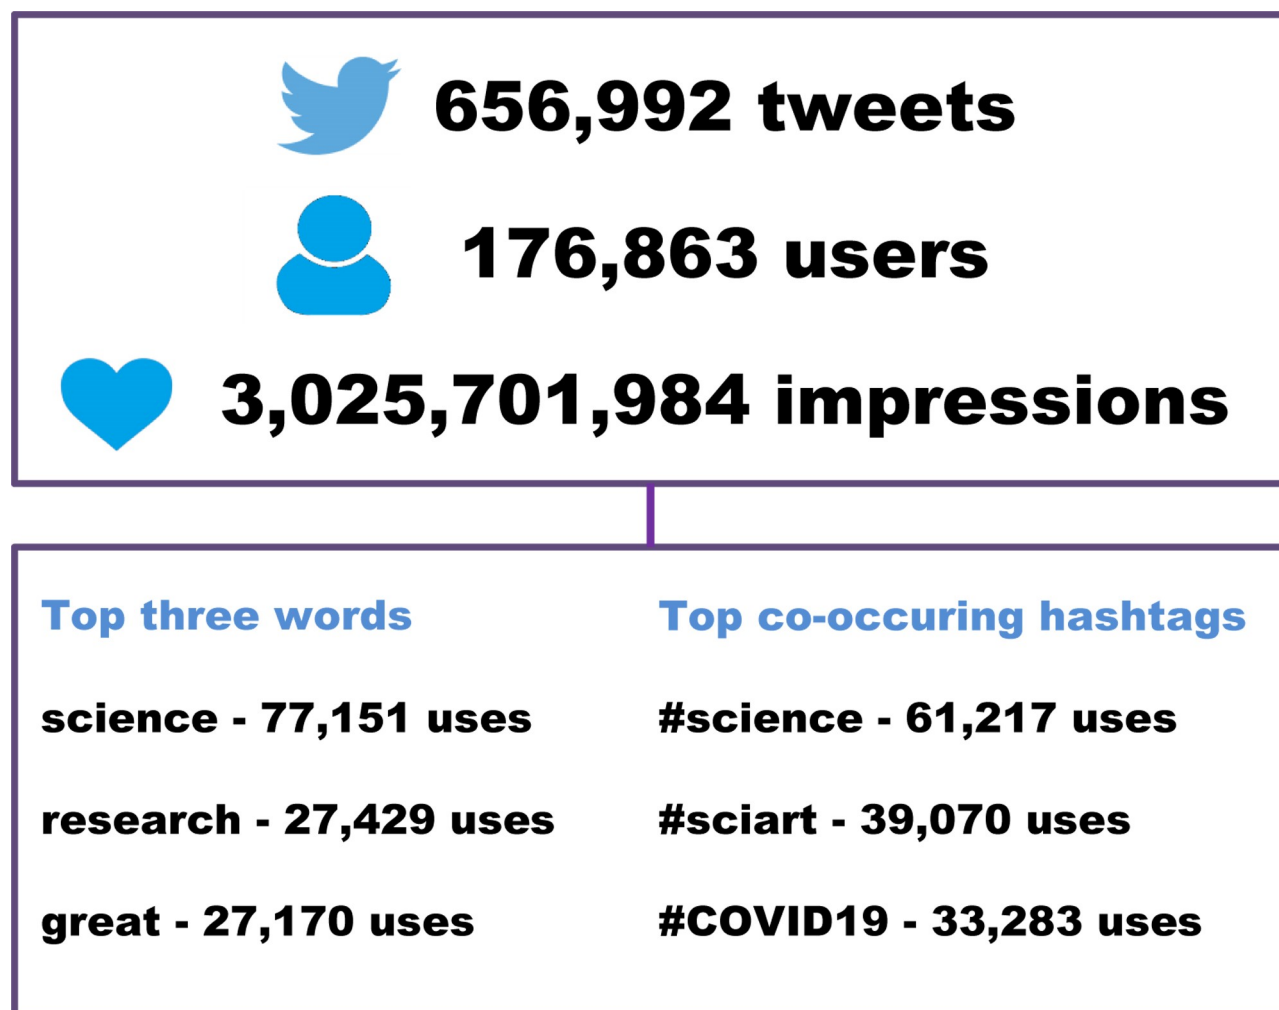 656,992 tweets
176,863 users
3,025,701,984 impressions
Top three words
science - 77,151 uses
research - 27,429 uses
great - 27,170 uses
Top co-occuring hashtags
#science - 61,217 uses
#sciart - 39,070 uses
#COVID19 - 33,283 uses